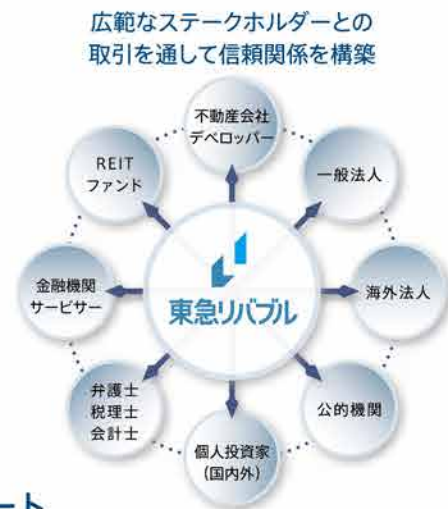 広範なステークホルダーとの
取引を通して信頼関係を構築
不動産会社
デベロッパー
REIT
ファンド
一般法人
金融機関
サービサー
東急リバブル
海外法人
弁護士
税理士
会計士
公的機関
個人投資家
(国内外)
ート